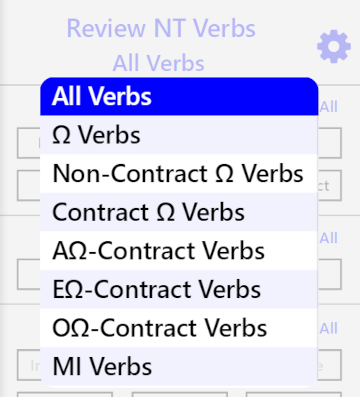 Review NT Verbs
All Verbs
All
All Verbs
Ω Verbs
Non-Contract Ω Verbs
Contract Ω Verbs
All
AΩ-Contract Verbs
EΩ-Contract Verbs
OΩ-Contract Verbs
All
MI Verbs